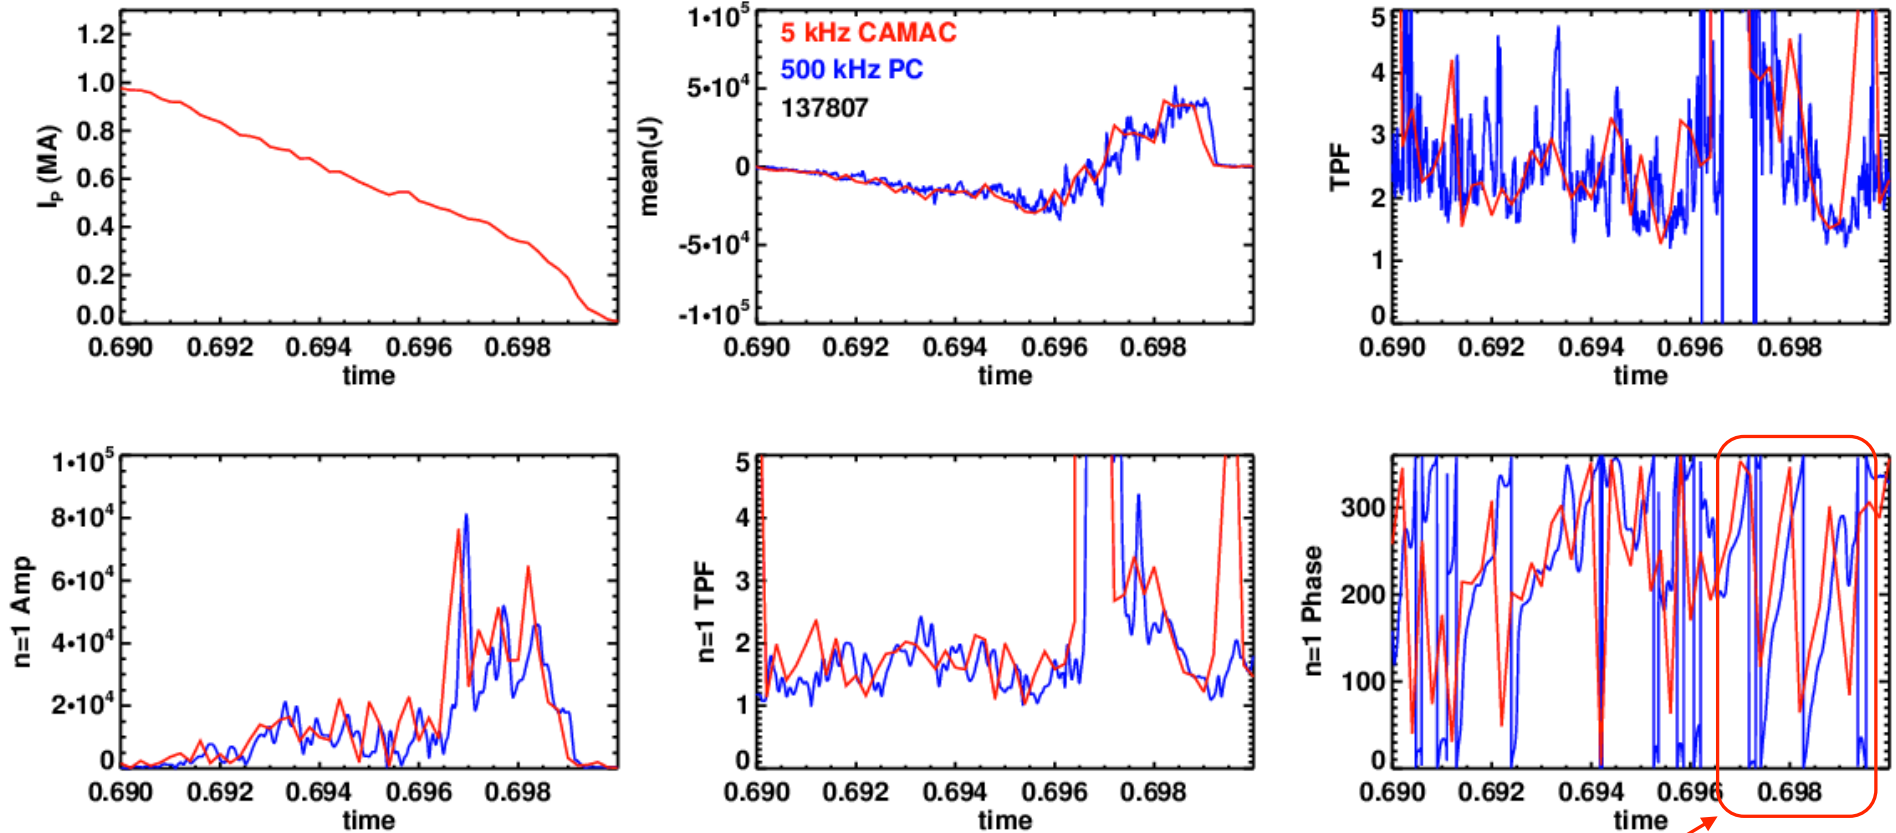 I_P (MA)
1.2
1.0
0.8
0.6
0.4
0.2
0.0
0.690 0.692 0.694 0.696 0.698
time
mean(J)
1•10^5
5•10^4
0
-5•10^4
-1•10^5
5 kHz CAMAC
500 kHz PC
137807
0.690 0.692 0.694 0.696 0.698
time
TPF
5
4
3
2
1
0
0.690 0.692 0.694 0.696 0.698
time
n=1 Amp
1•10^5
8•10^4
6•10^4
4•10^4
2•10^4
0
0.690 0.692 0.694 0.696 0.698
time
n=1 TPF
5
4
3
2
1
0
0.690 0.692 0.694 0.696 0.698
time
n=1 Phase
300
200
100
0
0.690 0.692 0.694 0.696 0.698
time